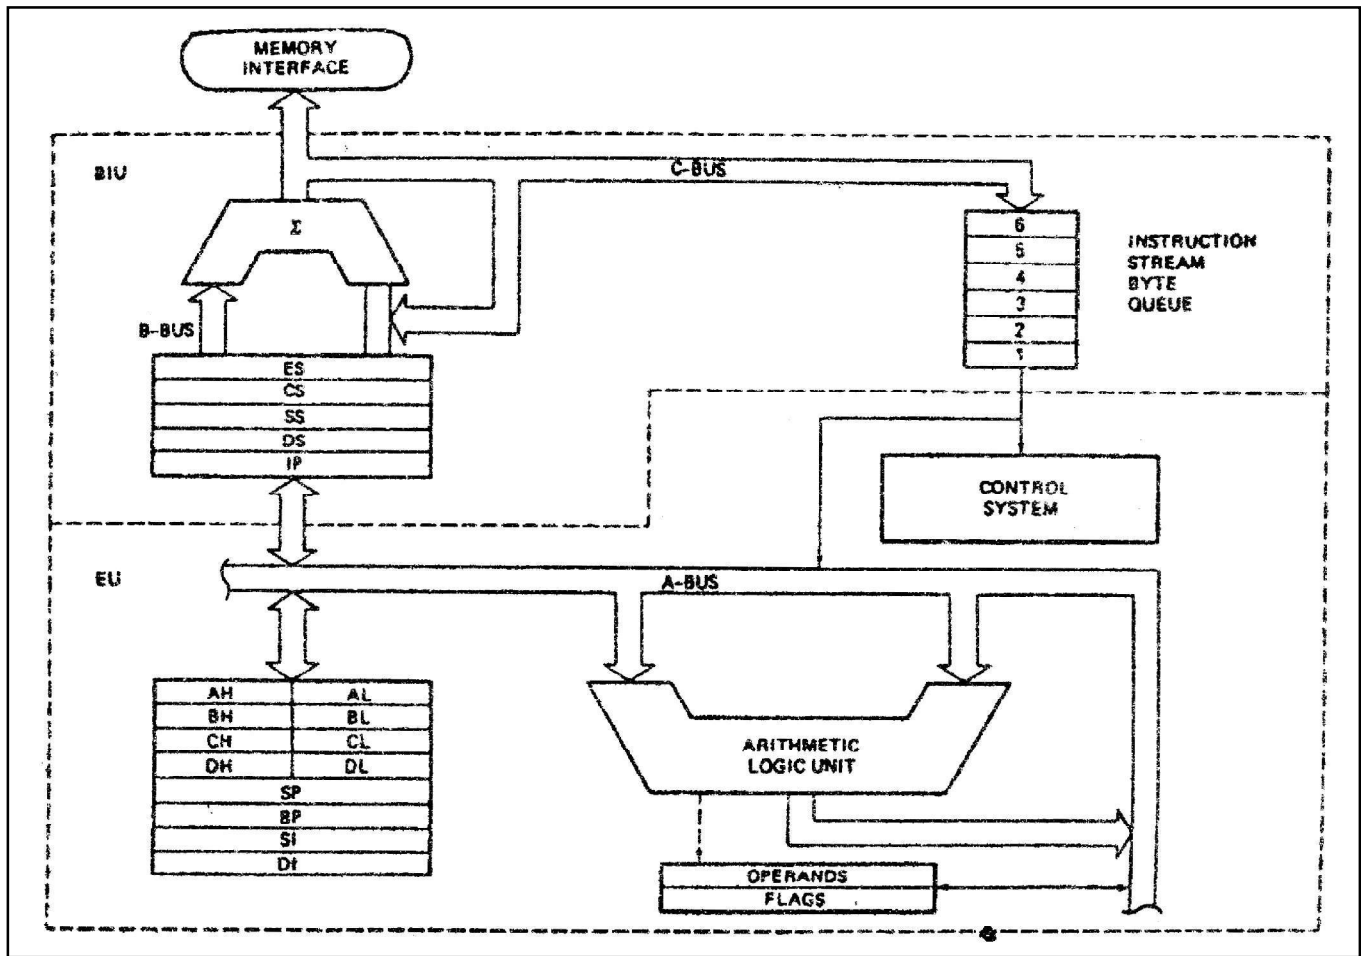 MEMORY
INTERFACE
BIU
C-BUS
Σ
6
5
4
3
2
1
INSTRUCTION
STREAM
BYTE
QUEUE
B-BUS
ES
CS
SS
DS
IP
CONTROL
SYSTEM
EU
A-BUS
AH AL
BH BL
CH CL
DH DL
SP
BP
SI
DI
ARITHMETIC
LOGIC UNIT
OPERANDS
FLAGS